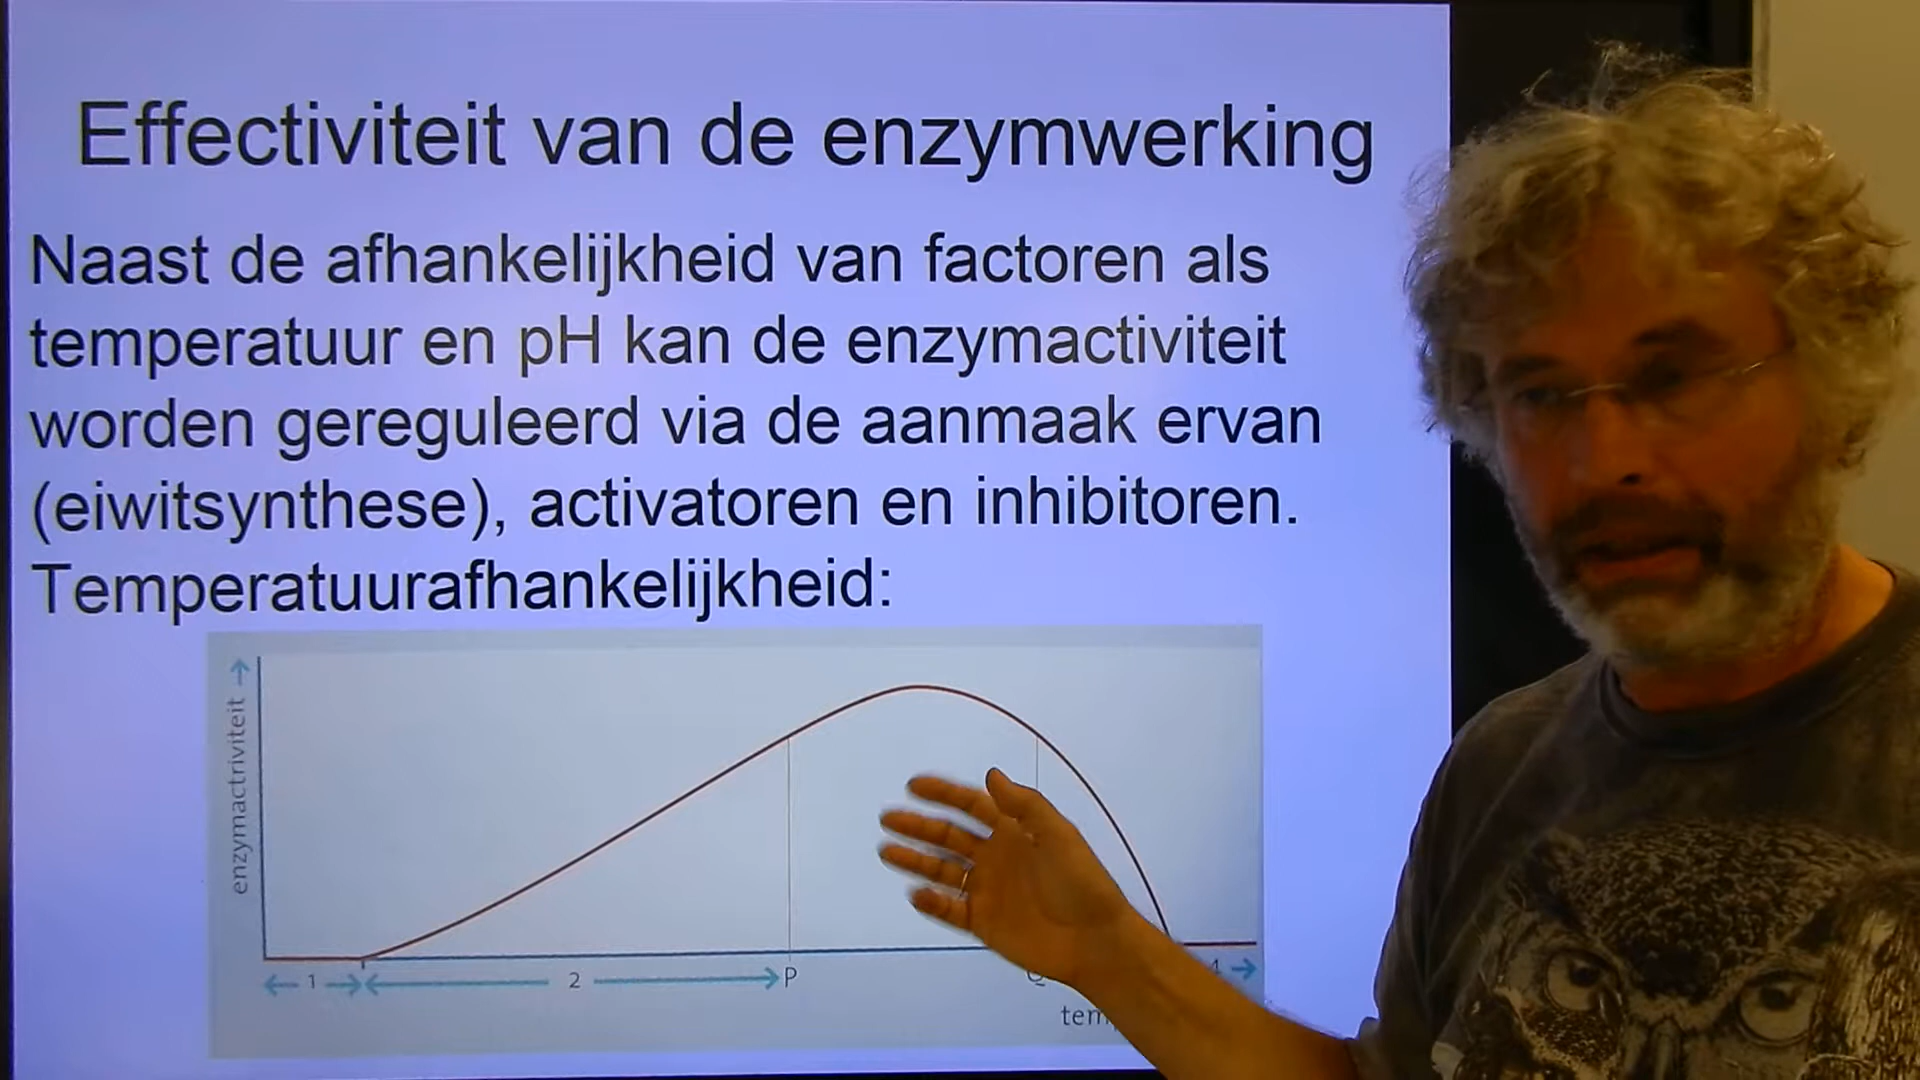 Effectiviteit van de enzymwerking
Naast de afhankelijkheid van factoren als
temperatuur en pH kan de enzymactiviteit
worden gereguleerd via de aanmaak ervan
(eiwitsynthese), activatoren en inhibitoren.
Temperatuurafhankelijkheid:
enzymactriviteit
1
2
P